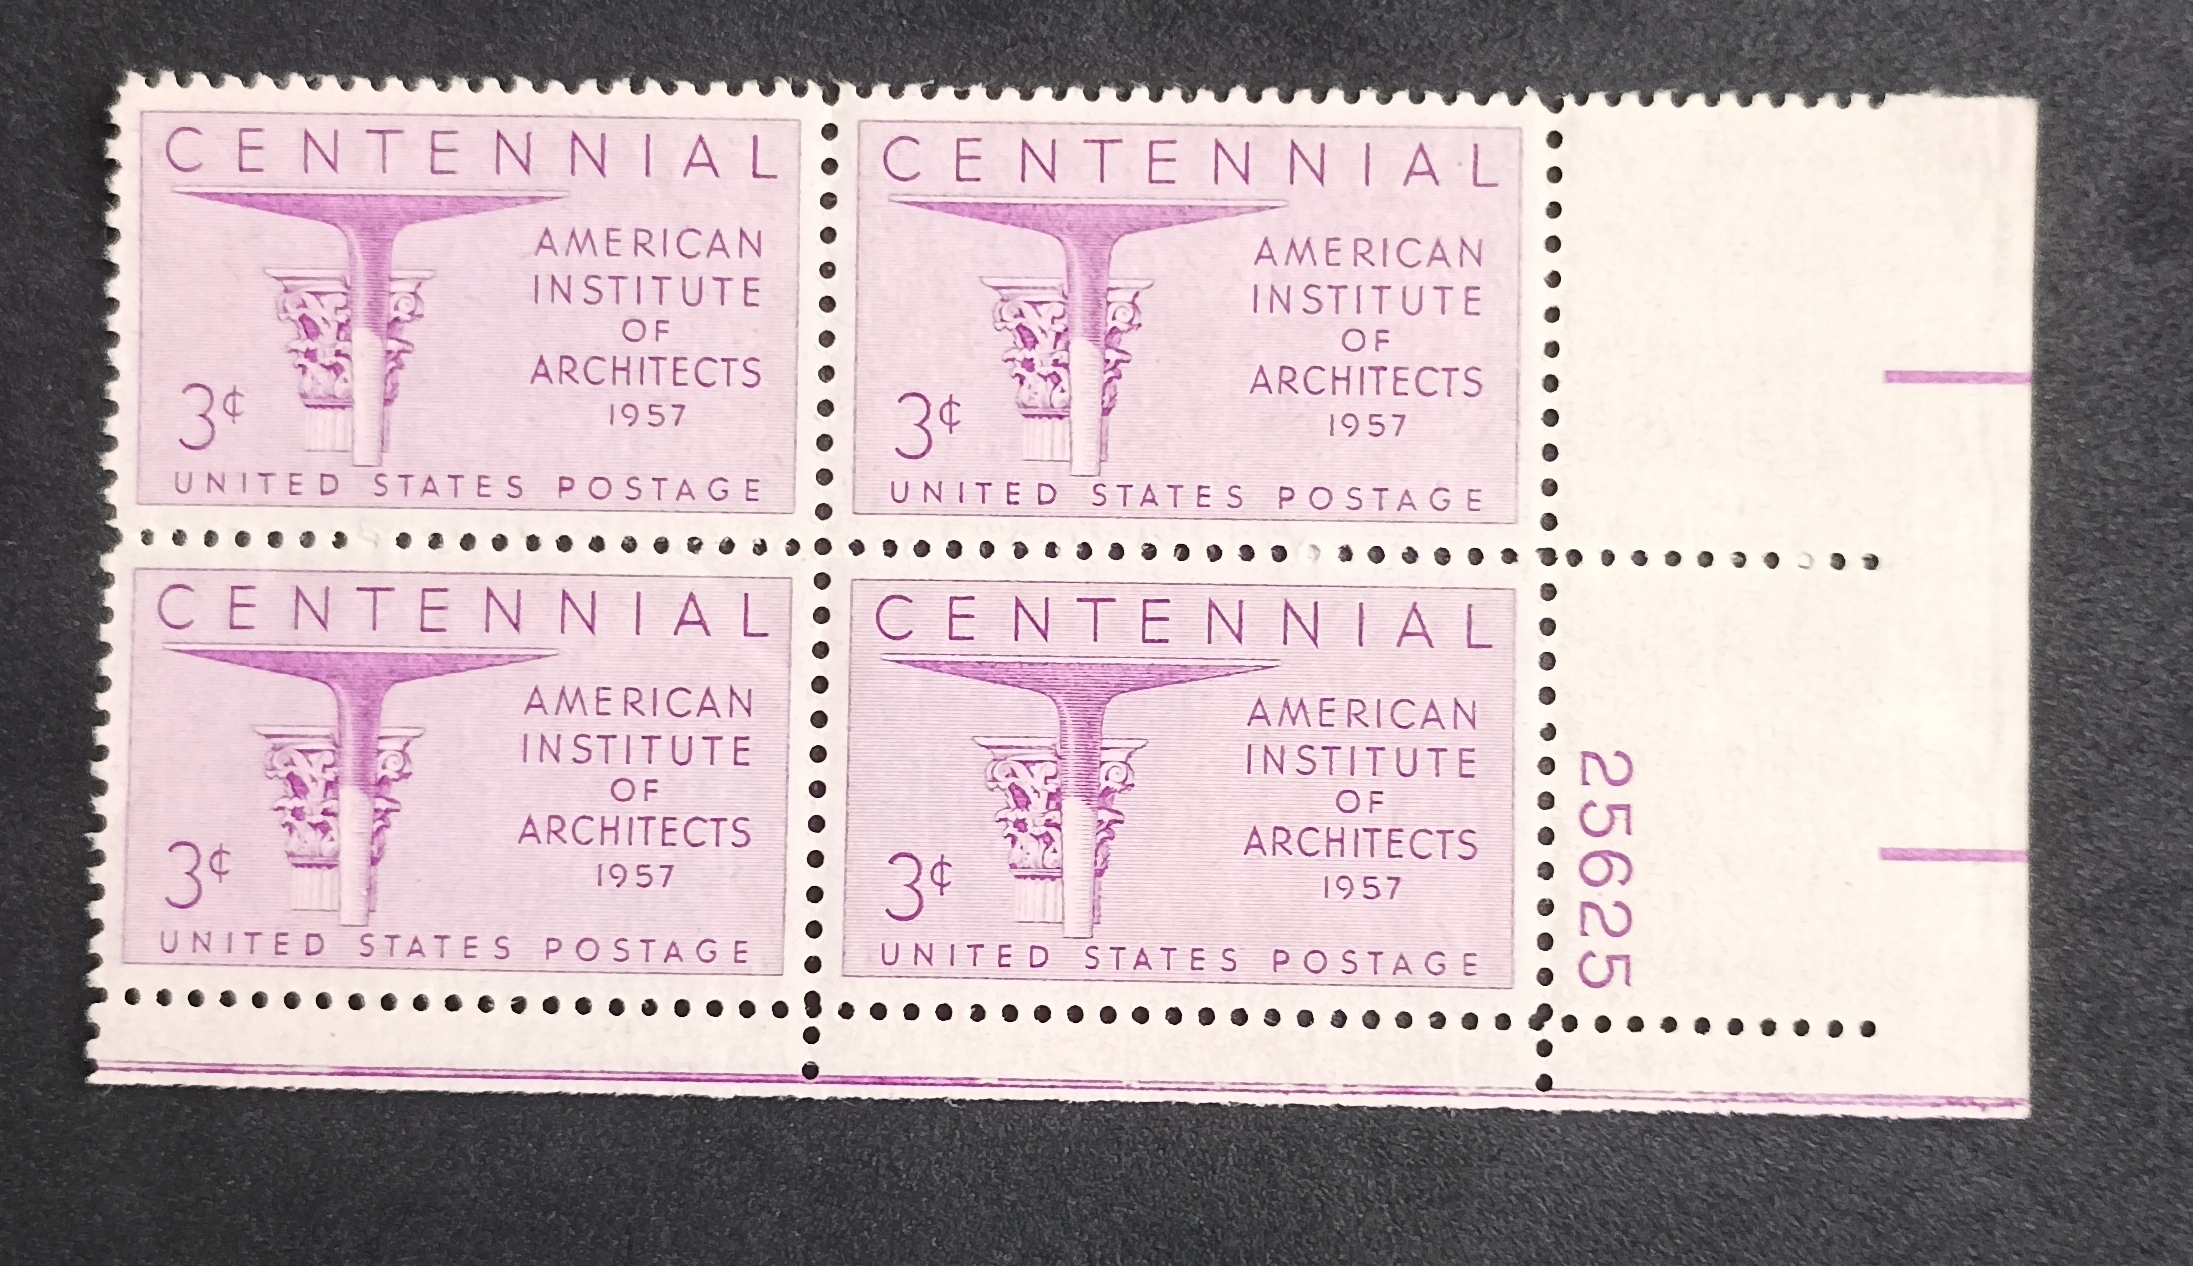 CENTENNIAL
AMERICAN
INSTITUTE
OF
ARCHITECTS
1957
3¢
UNITED STATES POSTAGE
CENTENNIAL
AMERICAN
INSTITUTE
OF
ARCHITECTS
1957
3¢
UNITED STATES POSTAGE
CENTENNIAL
AMERICAN
INSTITUTE
OF
ARCHITECTS
1957
3¢
UNITED STATES POSTAGE
CENTENNIAL
AMERICAN
INSTITUTE
OF
ARCHITECTS
1957
3¢
UNITED STATES POSTAGE
25625